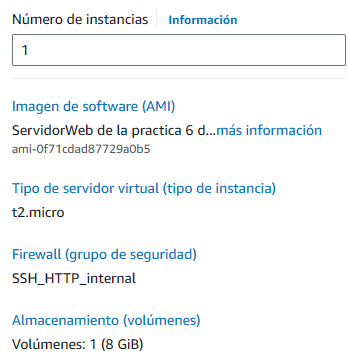 Número de instancias Información
1
Imagen de software (AMI)
ServidorWeb de la practica 6 d...más información
ami-0f71cdad87729a0b5
Tipo de servidor virtual (tipo de instancia)
t2.micro
Firewall (grupo de seguridad)
SSH_HTTP_internal
Almacenamiento (volúmenes)
Volúmenes: 1 (8 GiB)